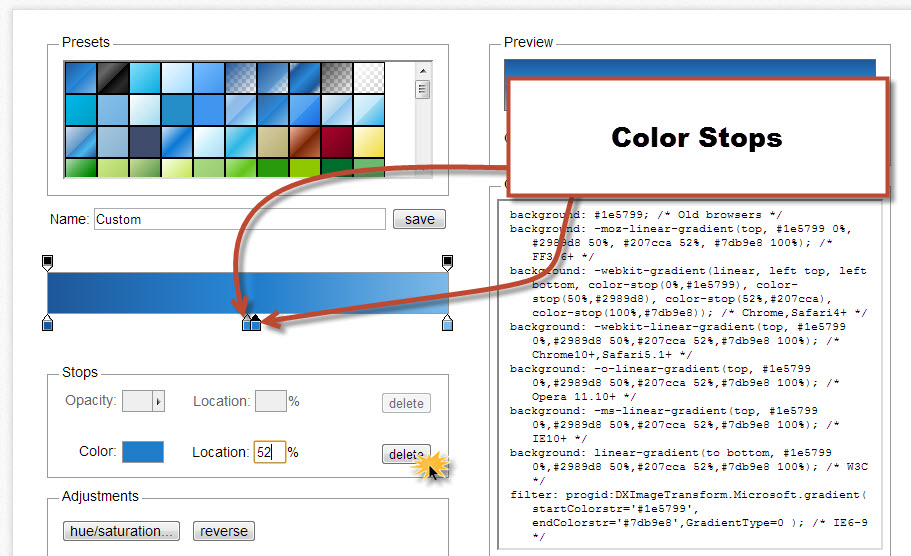 Presets
Preview
Color Stops
Name: Custom save
Stops
Opacity: Location: % delete
Color: Location: 52 % delete
Adjustments
hue/saturation... reverse
background: #1e5799; /* Old browsers */
background: -moz-linear-gradient(top, #1e5799 0%,
#2989d8 50%, #207cca 52%, #7db9e8 100%); /*
6+ */
background: -webkit-gradient(linear, left top, left
bottom, color-stop(0%,#1e5799), color-
stop(50%,#2989d8), color-stop(52%,#207cca),
color-stop(100%,#7db9e8)); /* Chrome,Safari4+ */
background: -webkit-linear-gradient(top, #1e5799
0%,#2989d8 50%,#207cca 52%,#7db9e8 100%); /*
Chrome10+,Safari5.1+ */
background: -o-linear-gradient(top, #1e5799
0%,#2989d8 50%,#207cca 52%,#7db9e8 100%); /*
Opera 11.10+ */
background: -ms-linear-gradient(top, #1e5799
0%,#2989d8 50%,#207cca 52%,#7db9e8 100%); /*
IE10+ */
background: linear-gradient(to bottom, #1e5799
0%,#2989d8 50%,#207cca 52%,#7db9e8 100%); /* W3C
*/
filter: progid:DXImageTransform.Microsoft.gradient(
startColorstr='#1e5799',
endColorstr='#7db9e8',GradientType=0 ); /* IE6-9
*/